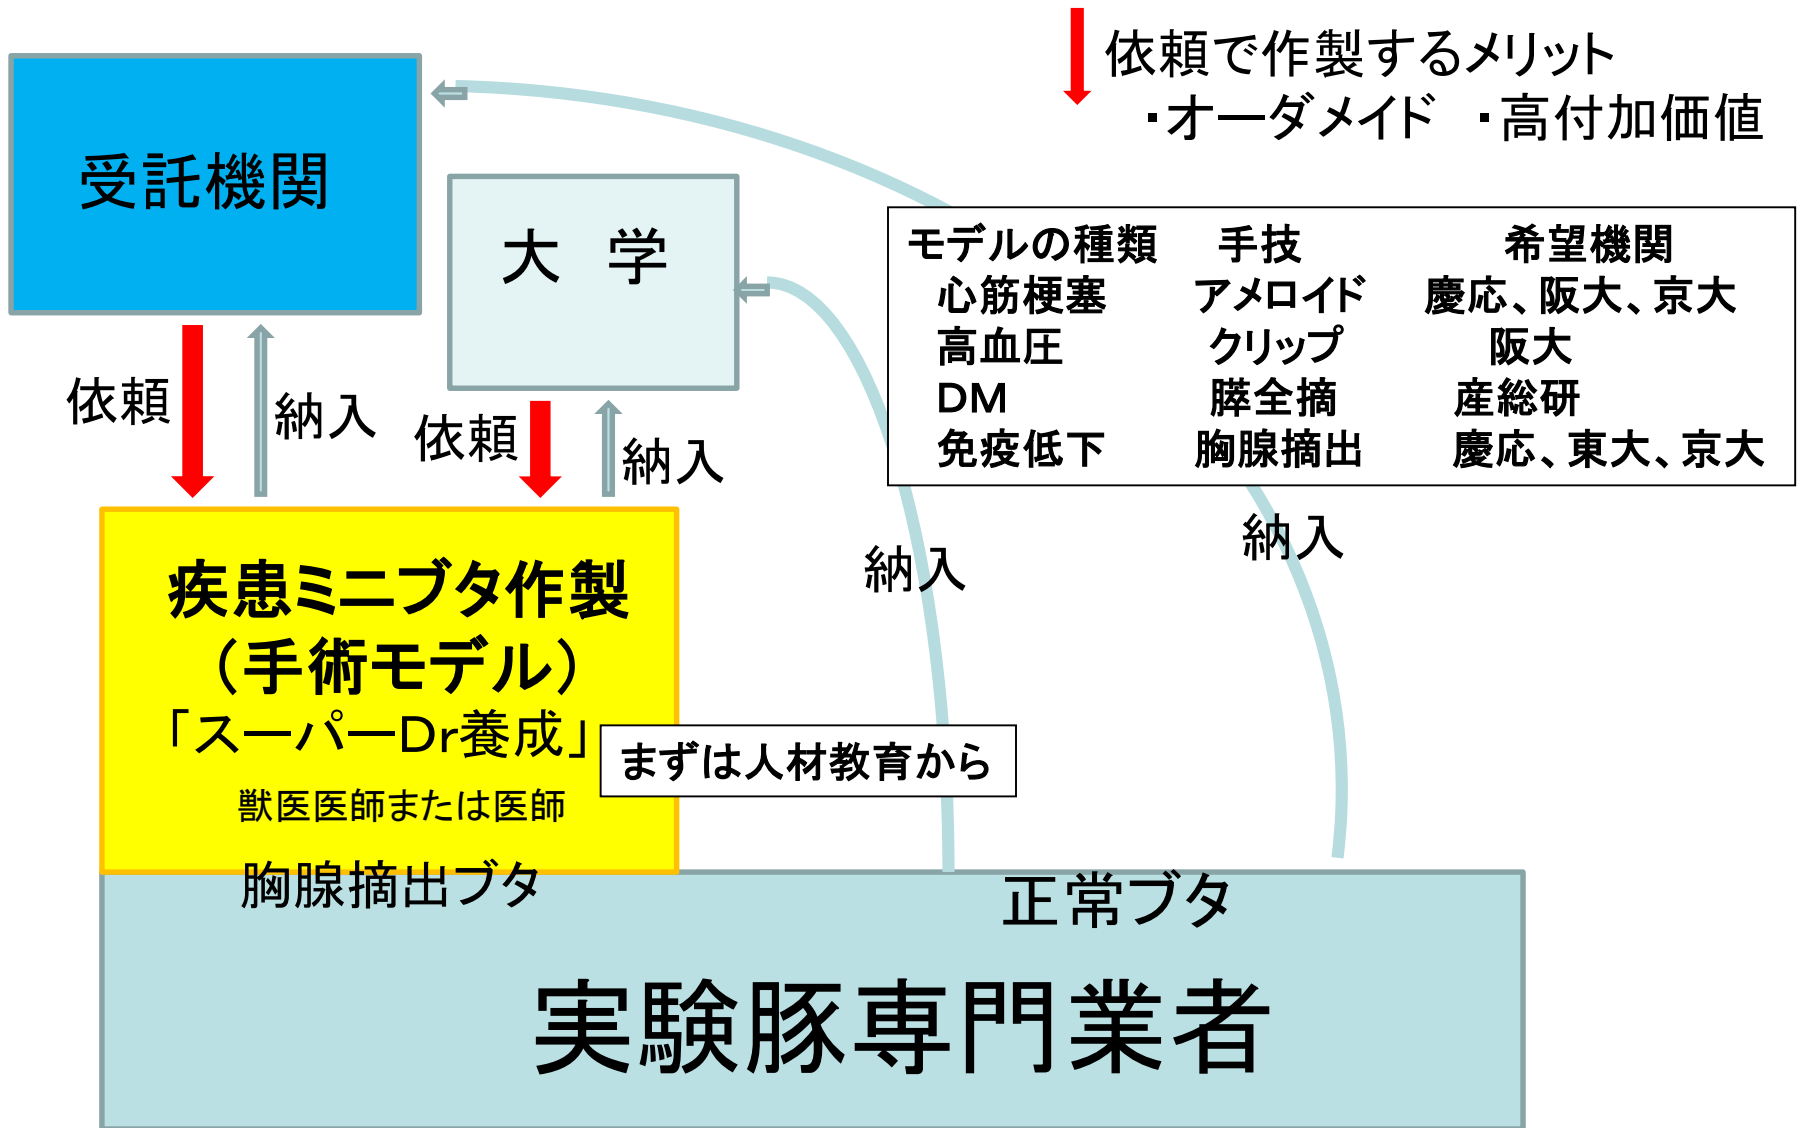 依頼で作製するメリット
・オーダメイド ・高付加価値
受託機関
大 学
モデルの種類 手技 希望機関
心筋梗塞 アメロイド 慶応、阪大、京大
高血圧 クリップ 阪大
DM 膵全摘 産総研
免疫低下 胸腺摘出 慶応、東大、京大
依頼
納入
依頼
納入
納入
納入
疾患ミニブタ作製
（手術モデル）
「スーパーDr養成」
まずは人材教育から
獣医医師または医師
胸腺摘出ブタ
正常ブタ
実験豚専門業者